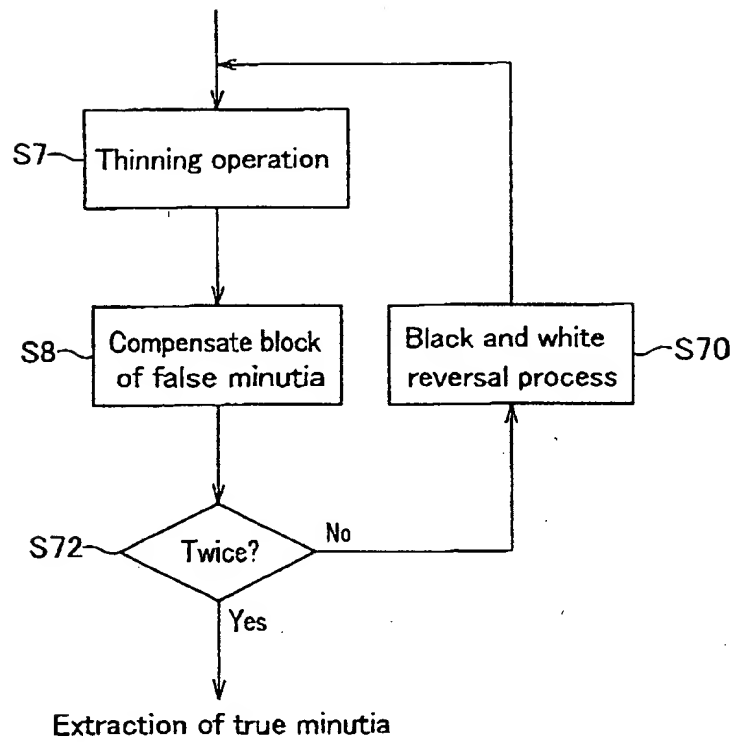 S7
Thinning operation
S8
Compensate block
of false minutia
Black and white
reversal process
S70
S72
Twice?
No
Yes
Extraction of true minutia